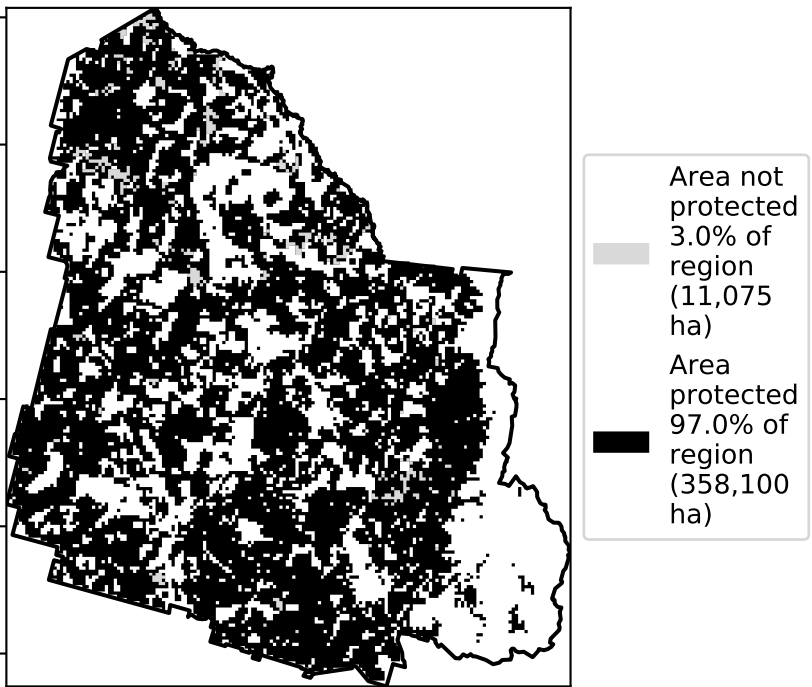 Area not
protected
3.0% of
region
(11,075
ha)
Area
protected
97.0% of
region
(358,100
ha)